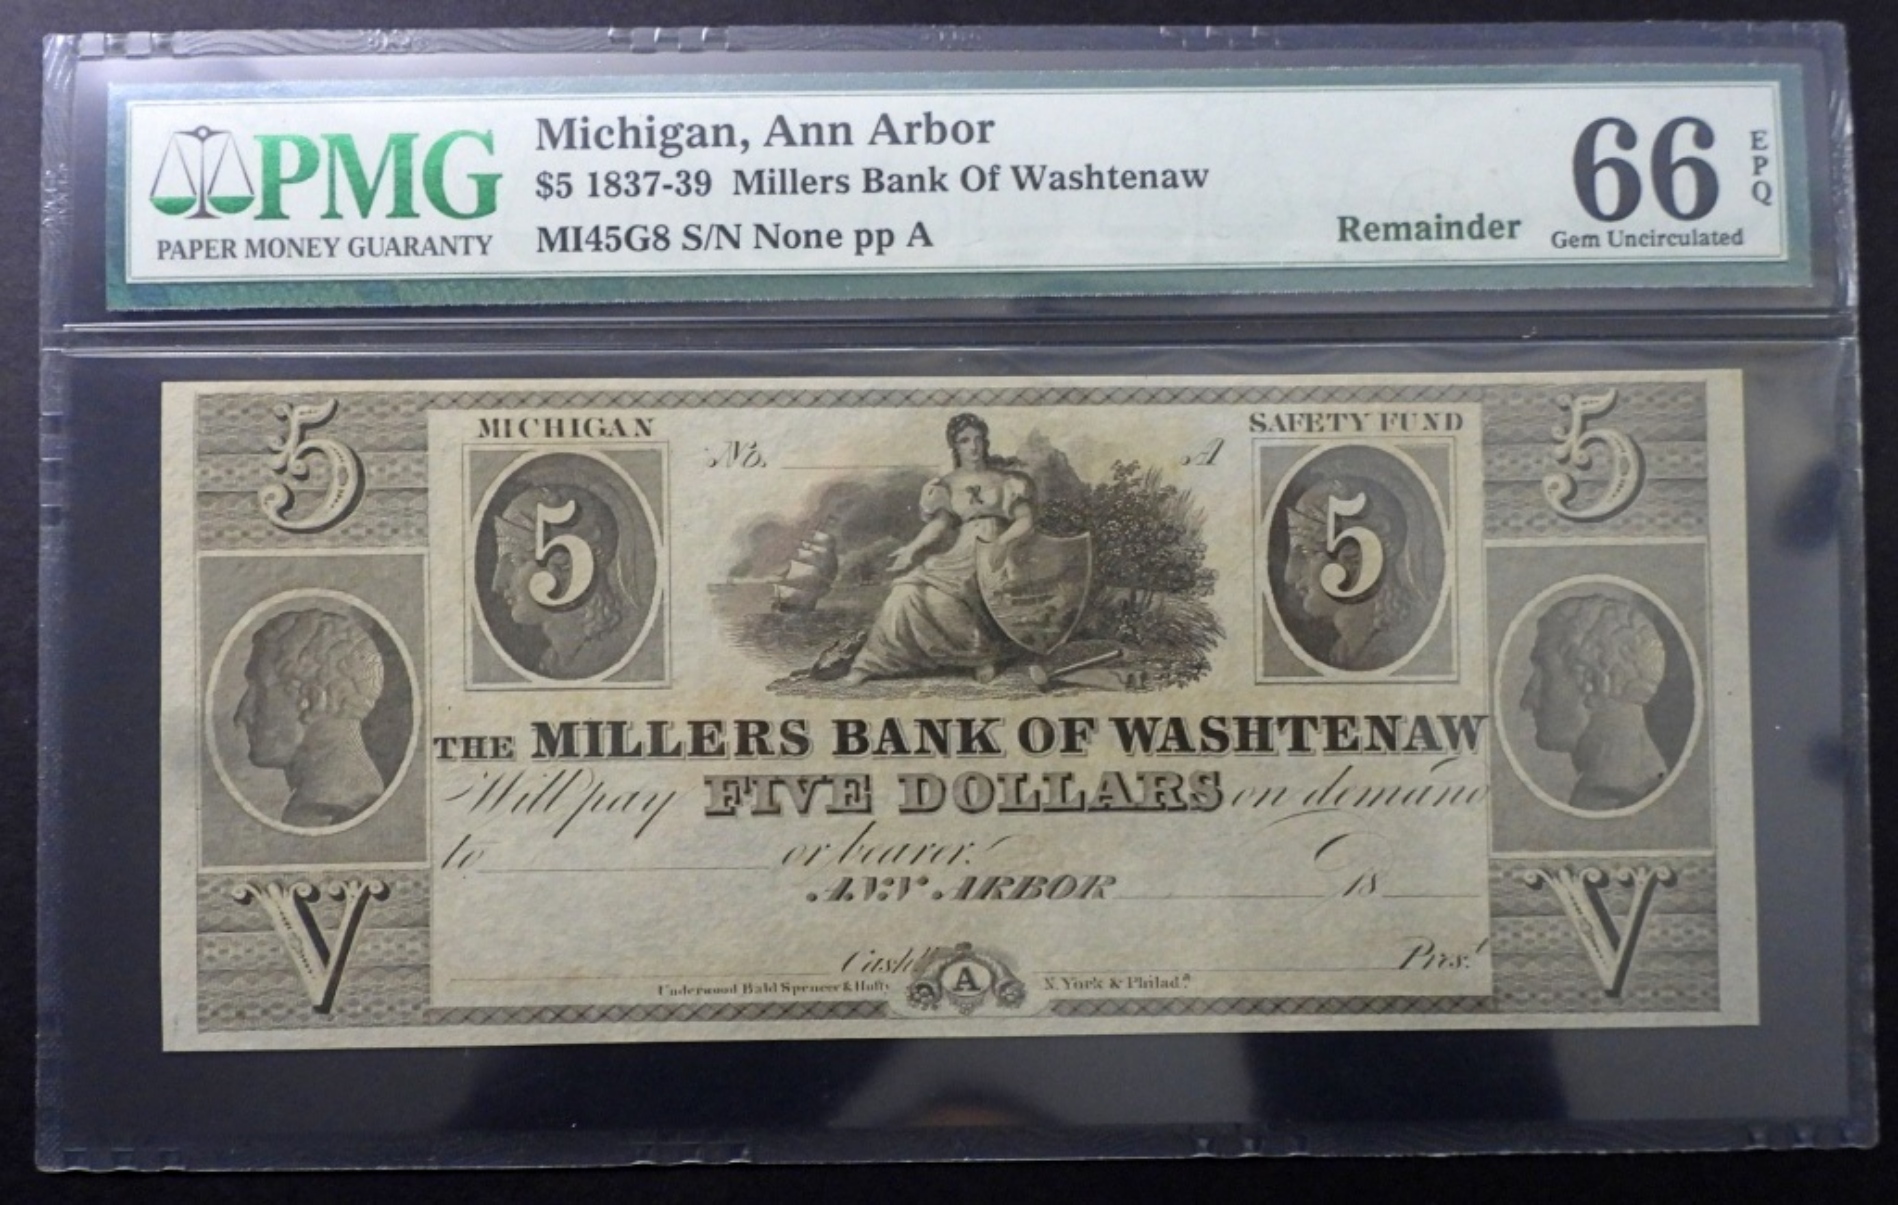 PMG
PAPER MONEY GUARANTY
Michigan, Ann Arbor
$5 1837-39 Millers Bank Of Washtenaw
MI45G8 S/N None pp A
Remainder
66
EPQ
Gem Uncirculated
5
MICHIGAN
No.
A
SAFETY FUND
5
5
5
THE MILLERS BANK OF WASHTENAW
Will pay FIVE DOLLARS on demand
to or bearer.
ANN ARBOR 18
V
V
Cashr.
A
Prest.
Underwood Bald Spencer & Hufty
N. York & Philada.